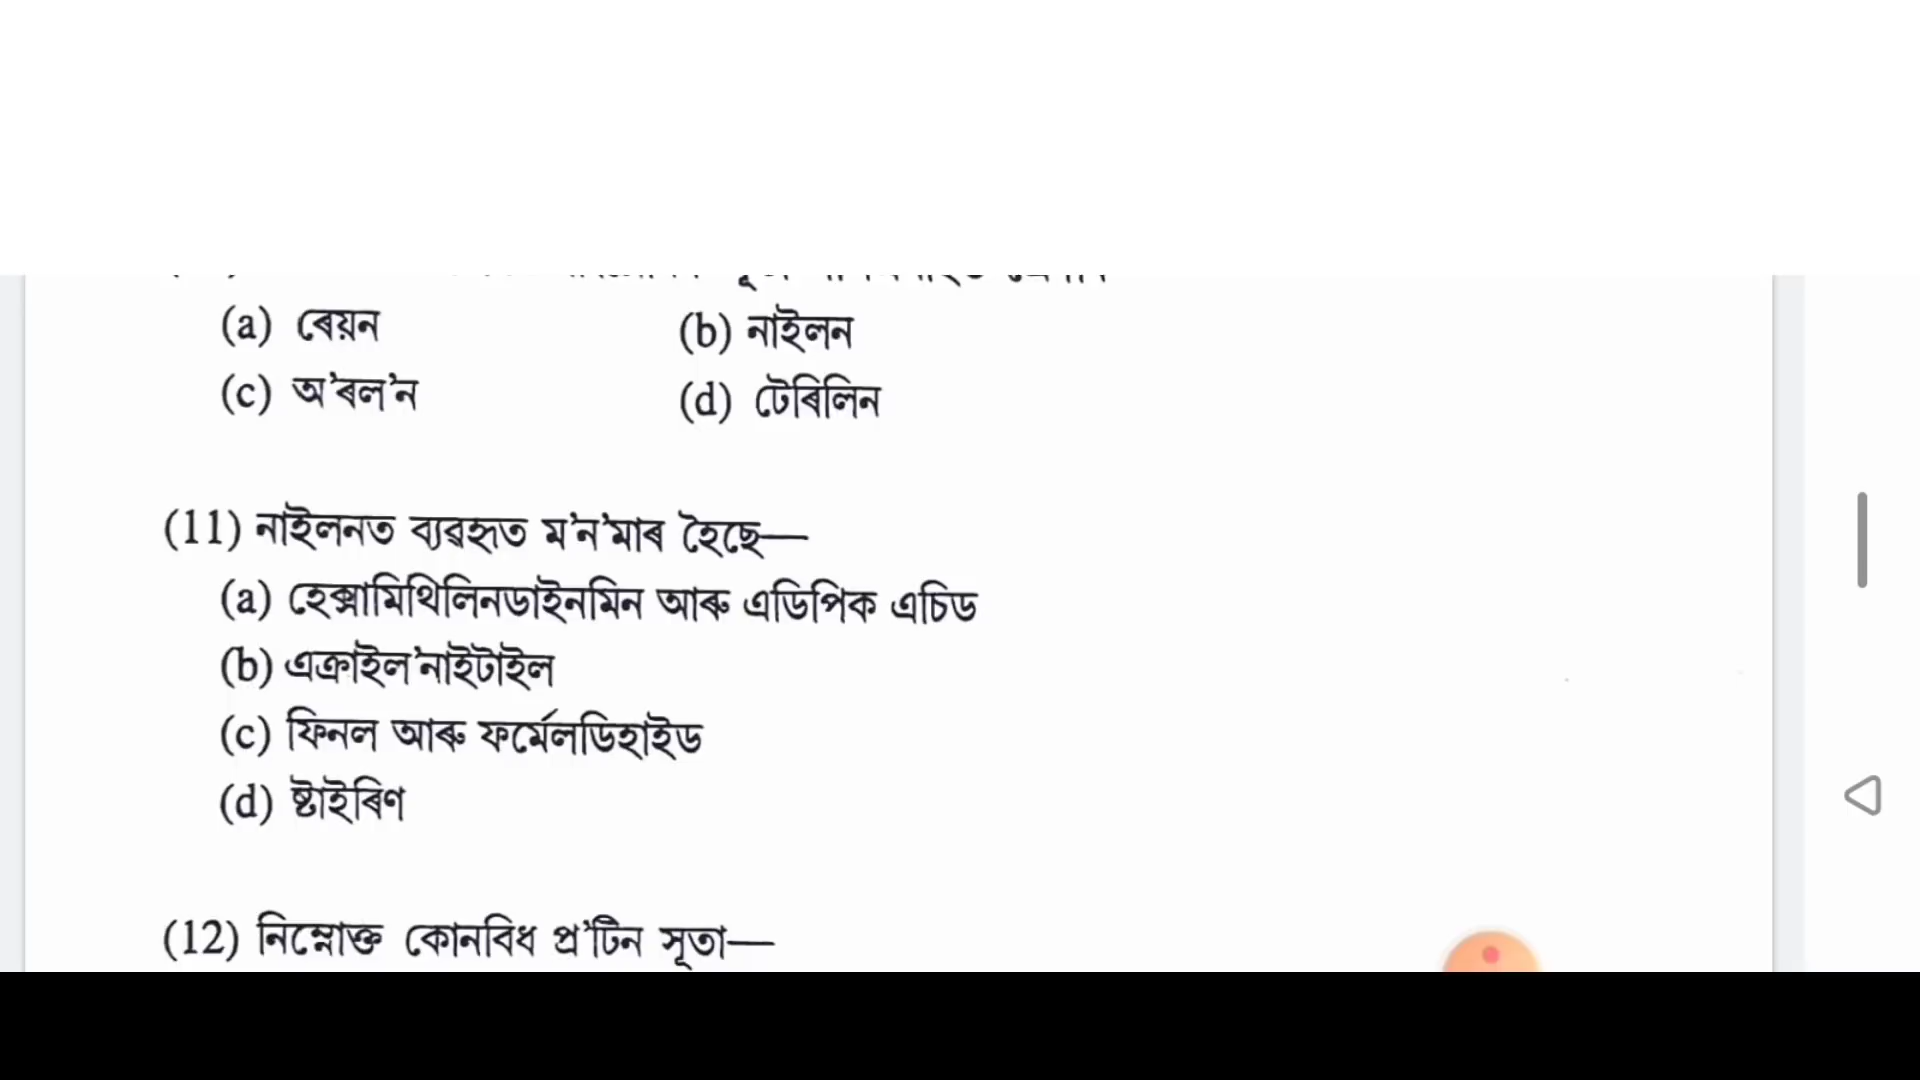 (a) ৰেয়ন
(b) নাইলন
(c) অ'ৰল'ন
(d) টেৰিলিন
(11) নাইলনত ব্যৱহৃত ম'ন'মাৰ হৈছে—
(a) হেক্সামিথিলিনডাইনমিন আৰু এডিপিক এচিড
(b) এক্ৰাইল'নাইটাইল
(c) ফিনল আৰু ফৰ্মেলডিহাইড
(d) ষ্টাইৰিণ
(12) নিম্নোক্ত কোনবিধ প্ৰ'টিন সূতা—